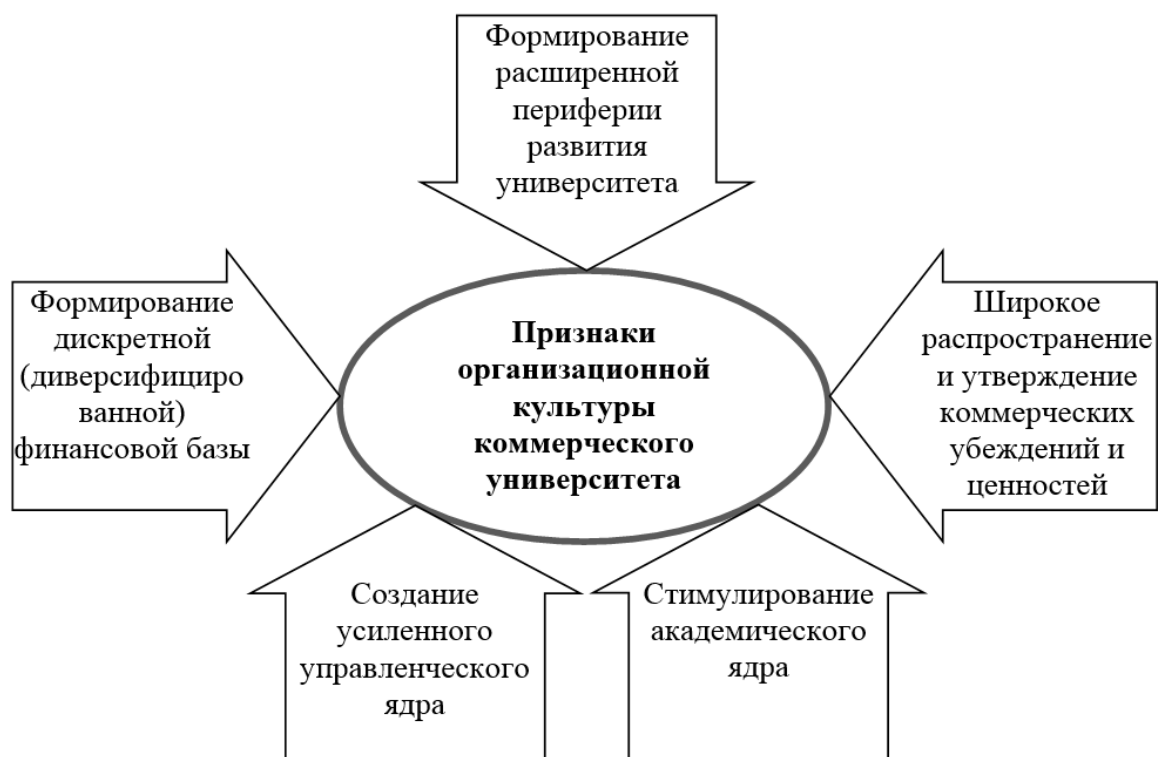 Формирование
расширенной
периферии
развития
университета
Формирование
дискретной
(диверсифициро
ванной)
финансовой базы
Признаки
организационной
культуры
коммерческого
университета
Широкое
распространение
и утверждение
коммерческих
убеждений и
ценностей
Создание
усиленного
управленческого
ядра
Стимулирование
академического
ядра